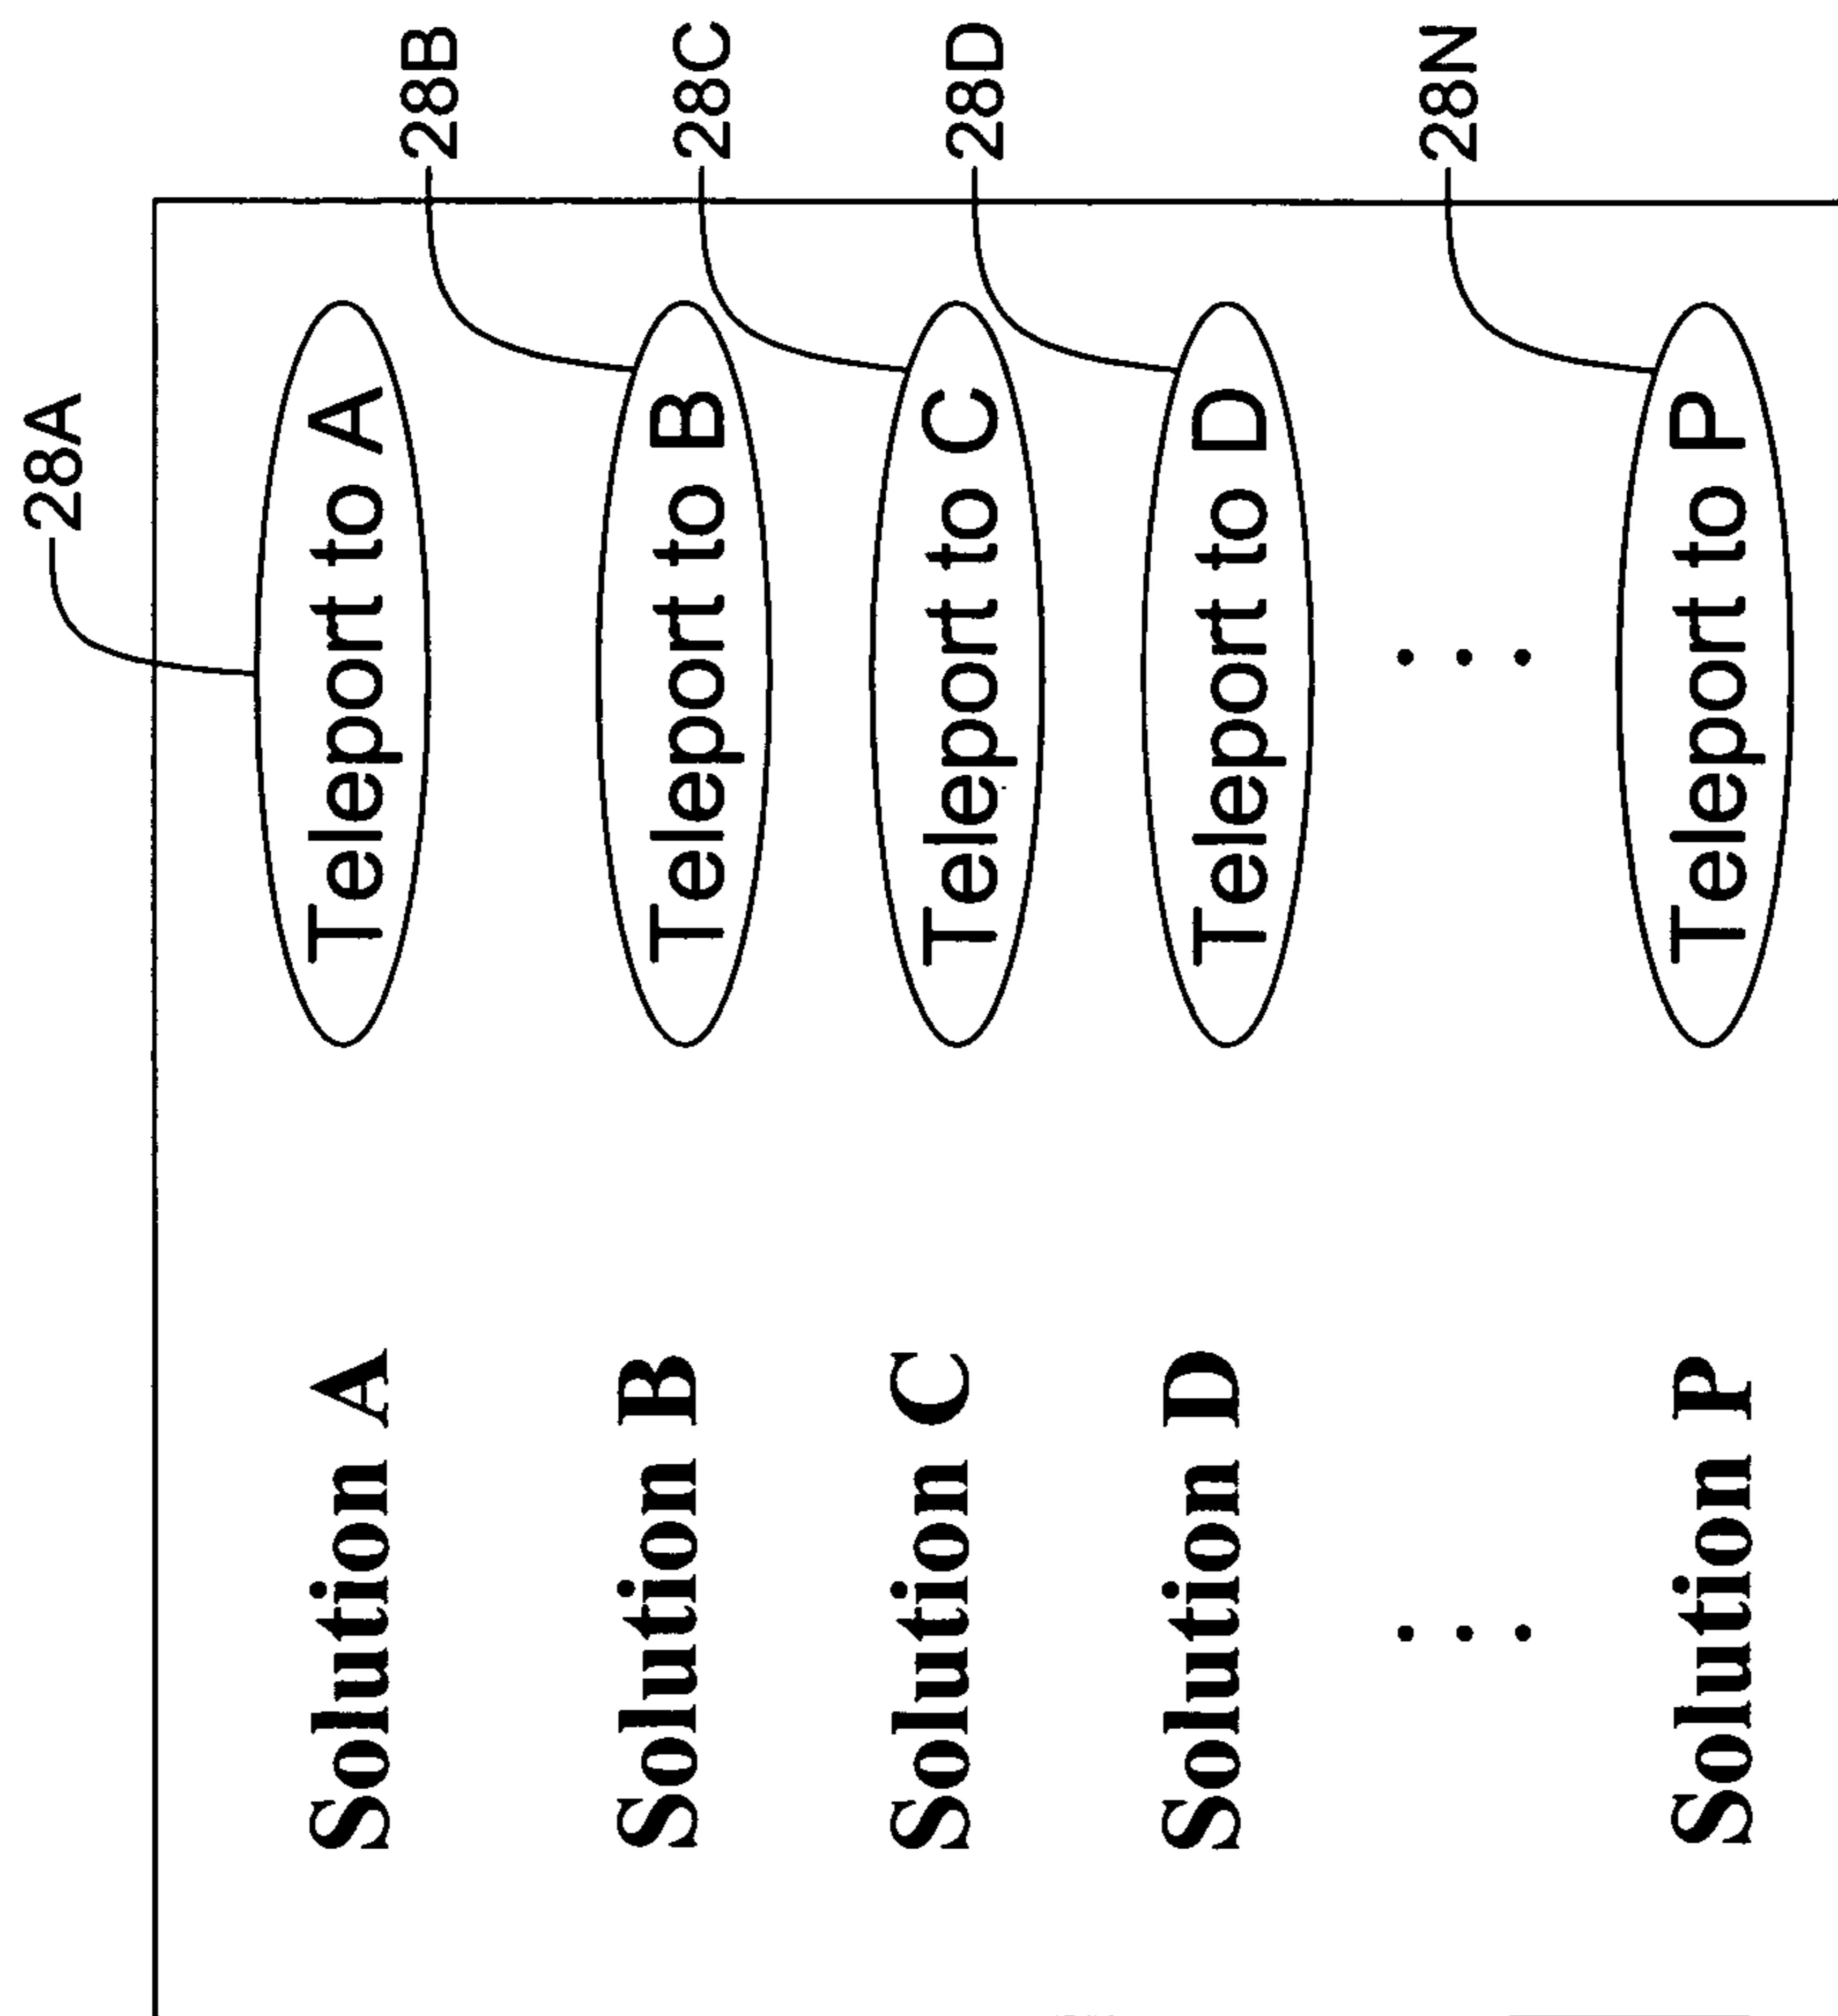 28A
Solution A Teleport to A
28B
Solution B Teleport to B
28C
Solution C Teleport to C
28D
Solution D Teleport to D
28N
Solution P Teleport to P